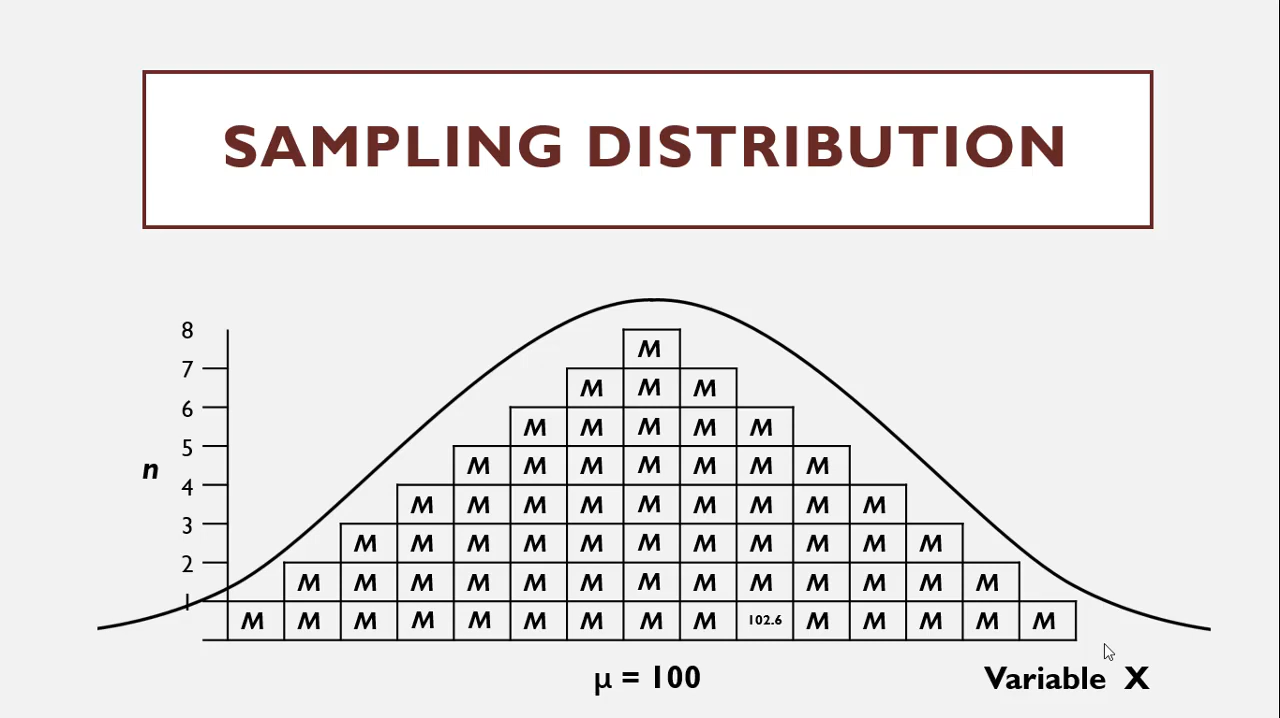 SAMPLING DISTRIBUTION
8
M
7
M M M
6
M M M M M
5
n
M M M M M M M
4
M M M M M M M M M
3
M M M M M M M M M M M
2
M M M M M M M M M M M M M
1
M M M M M M M M M 102.6 M M M M M
μ = 100
Variable X